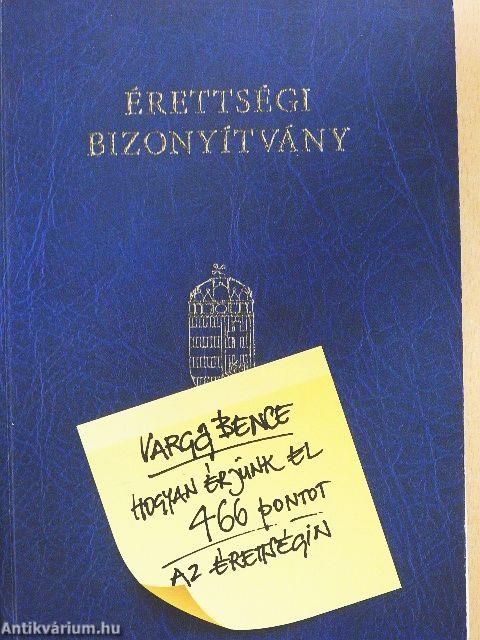 ÉRETTSÉGI
BIZONYÍTVÁNY
VARGA BENCE
HOGYAN ÉRJÜNK EL
466 PONTOT
AZ ÉRETTSÉGIN
Antikvárium.hu